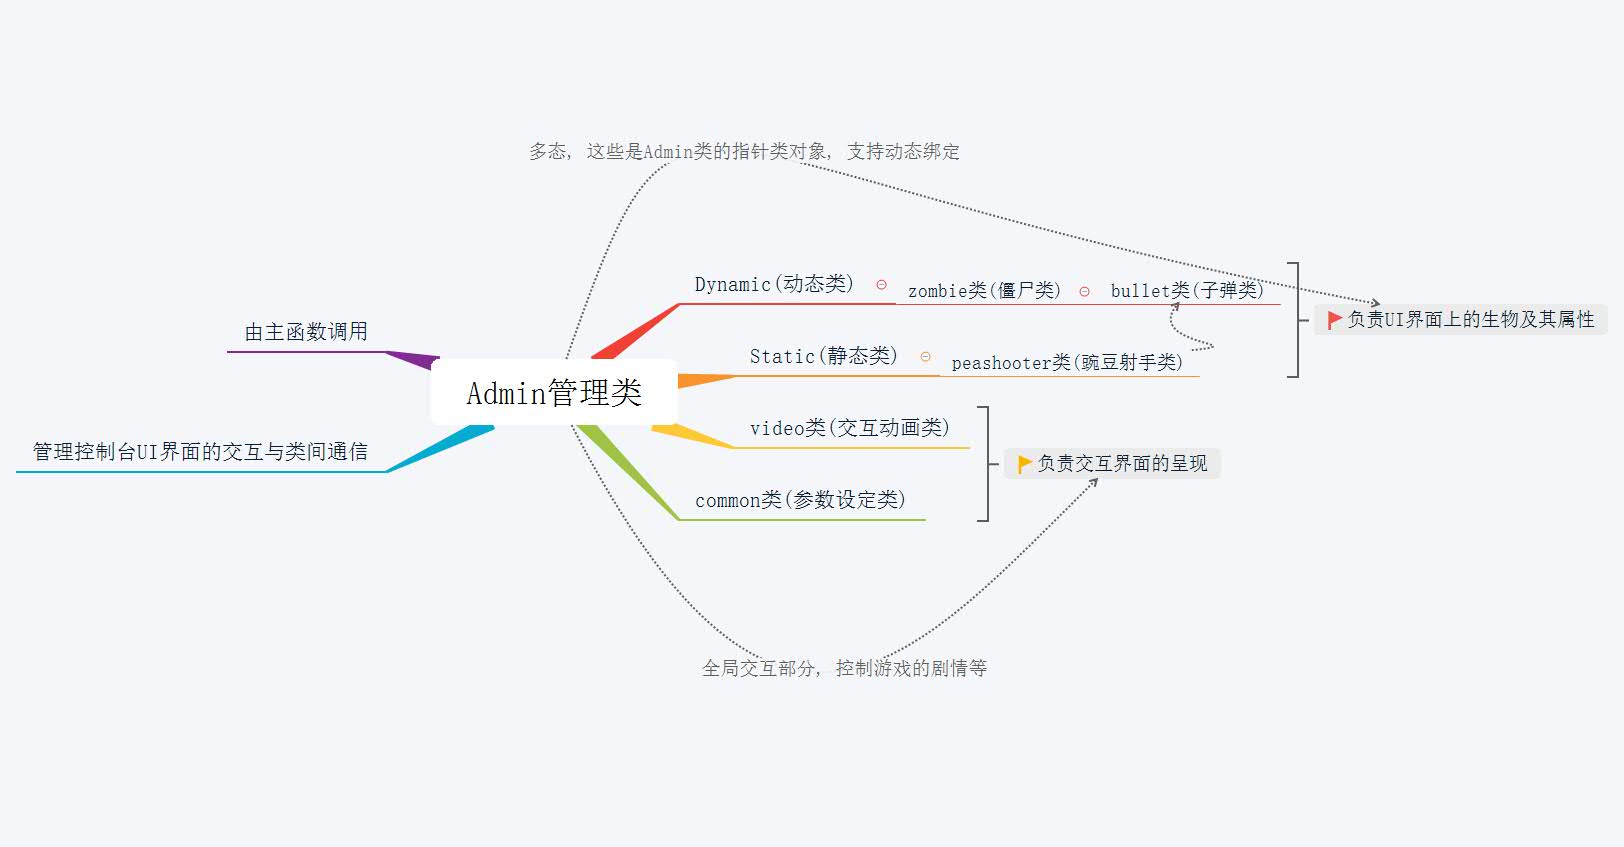 多态, 这些是Admin类的指针类对象, 支持动态绑定
Dynamic(动态类)
zombie类(僵尸类)
bullet类(子弹类)
负责UI界面上的生物及其属性
由主函数调用
Static(静态类)
peashooter类(豌豆射手类)
Admin管理类
video类(交互动画类)
管理控制台UI界面的交互与类间通信
负责交互界面的呈现
common类(参数设定类)
全局交互部分, 控制游戏的剧情等